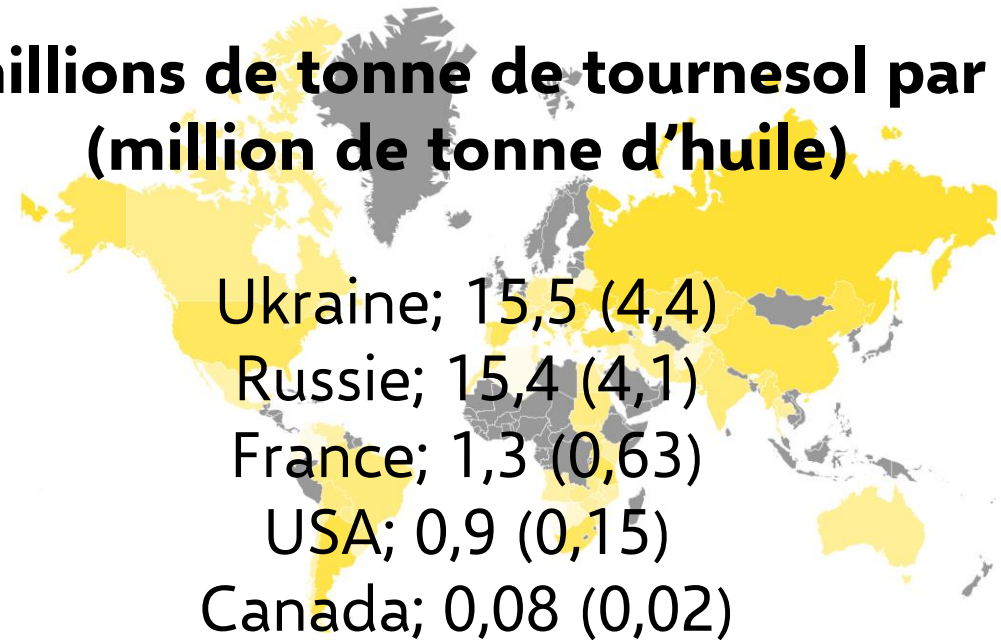 illions de tonne de tournesol par
(million de tonne d’huile)
Ukraine; 15,5 (4,4)
Russie; 15,4 (4,1)
France; 1,3 (0,63)
USA; 0,9 (0,15)
Canada; 0,08 (0,02)